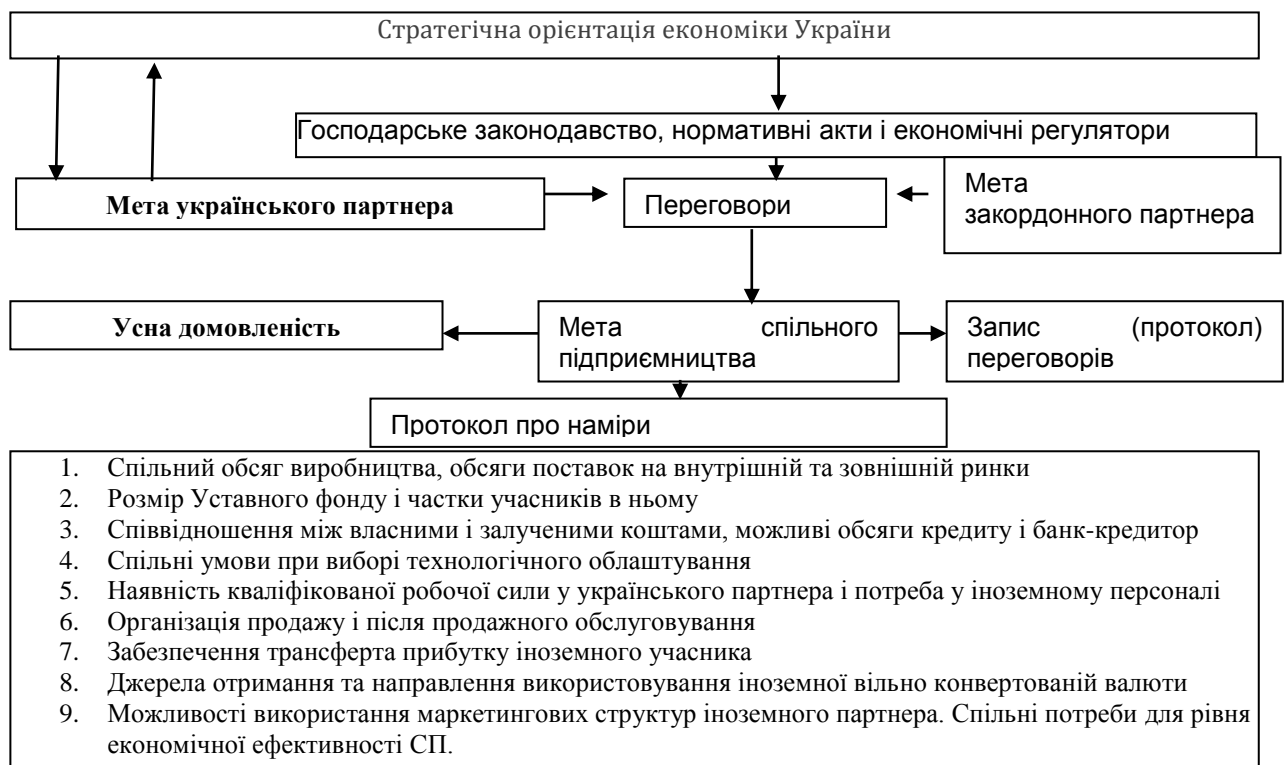 Стратегічна орієнтація економіки України
Господарське законодавство, нормативні акти і економічні регулятори
Мета українського партнера
Переговори
Мета
закордонного партнера
Усна домовленість
Мета спільного
підприємництва
Запис (протокол)
переговорів
Протокол про наміри
1. Спільний обсяг виробництва, обсяги поставок на внутрішній та зовнішній ринки
2. Розмір Уставного фонду і частки учасників в ньому
3. Співвідношення між власними і залученими коштами, можливі обсяги кредиту і банк-кредитор
4. Спільні умови при виборі технологічного облаштування
5. Наявність кваліфікованої робочої сили у українського партнера і потреба у іноземному персоналі
6. Організація продажу і після продажного обслуговування
7. Забезпечення трансферта прибутку іноземного учасника
8. Джерела отримання та направлення використовування іноземної вільно конвертованій валюти
9. Можливості використання маркетингових структур іноземного партнера. Спільні потреби для рівня
економічної ефективності СП.